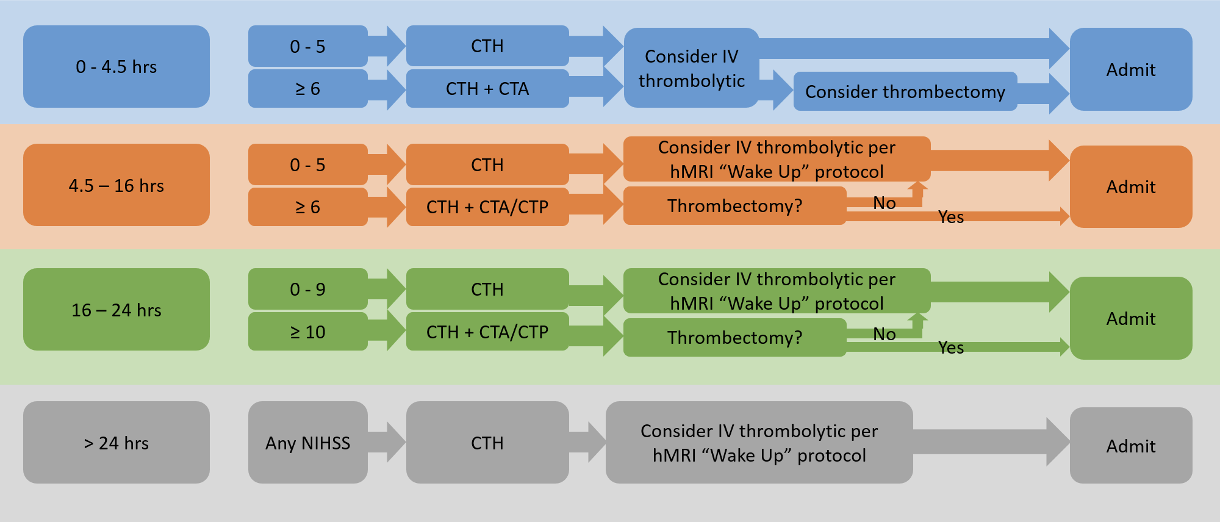 0 - 4.5 hrs
0 - 5
CTH
≥ 6
CTH + CTA
Consider IV
thrombolytic
Consider thrombectomy
Admit
4.5 – 16 hrs
0 - 5
CTH
Consider IV thrombolytic per
hMRI “Wake Up” protocol
≥ 6
CTH + CTA/CTP
Thrombectomy?
No
Yes
Admit
16 – 24 hrs
0 - 9
CTH
Consider IV thrombolytic per
hMRI “Wake Up” protocol
≥ 10
CTH + CTA/CTP
Thrombectomy?
No
Yes
Admit
> 24 hrs
Any NIHSS
CTH
Consider IV thrombolytic per
hMRI “Wake Up” protocol
Admit